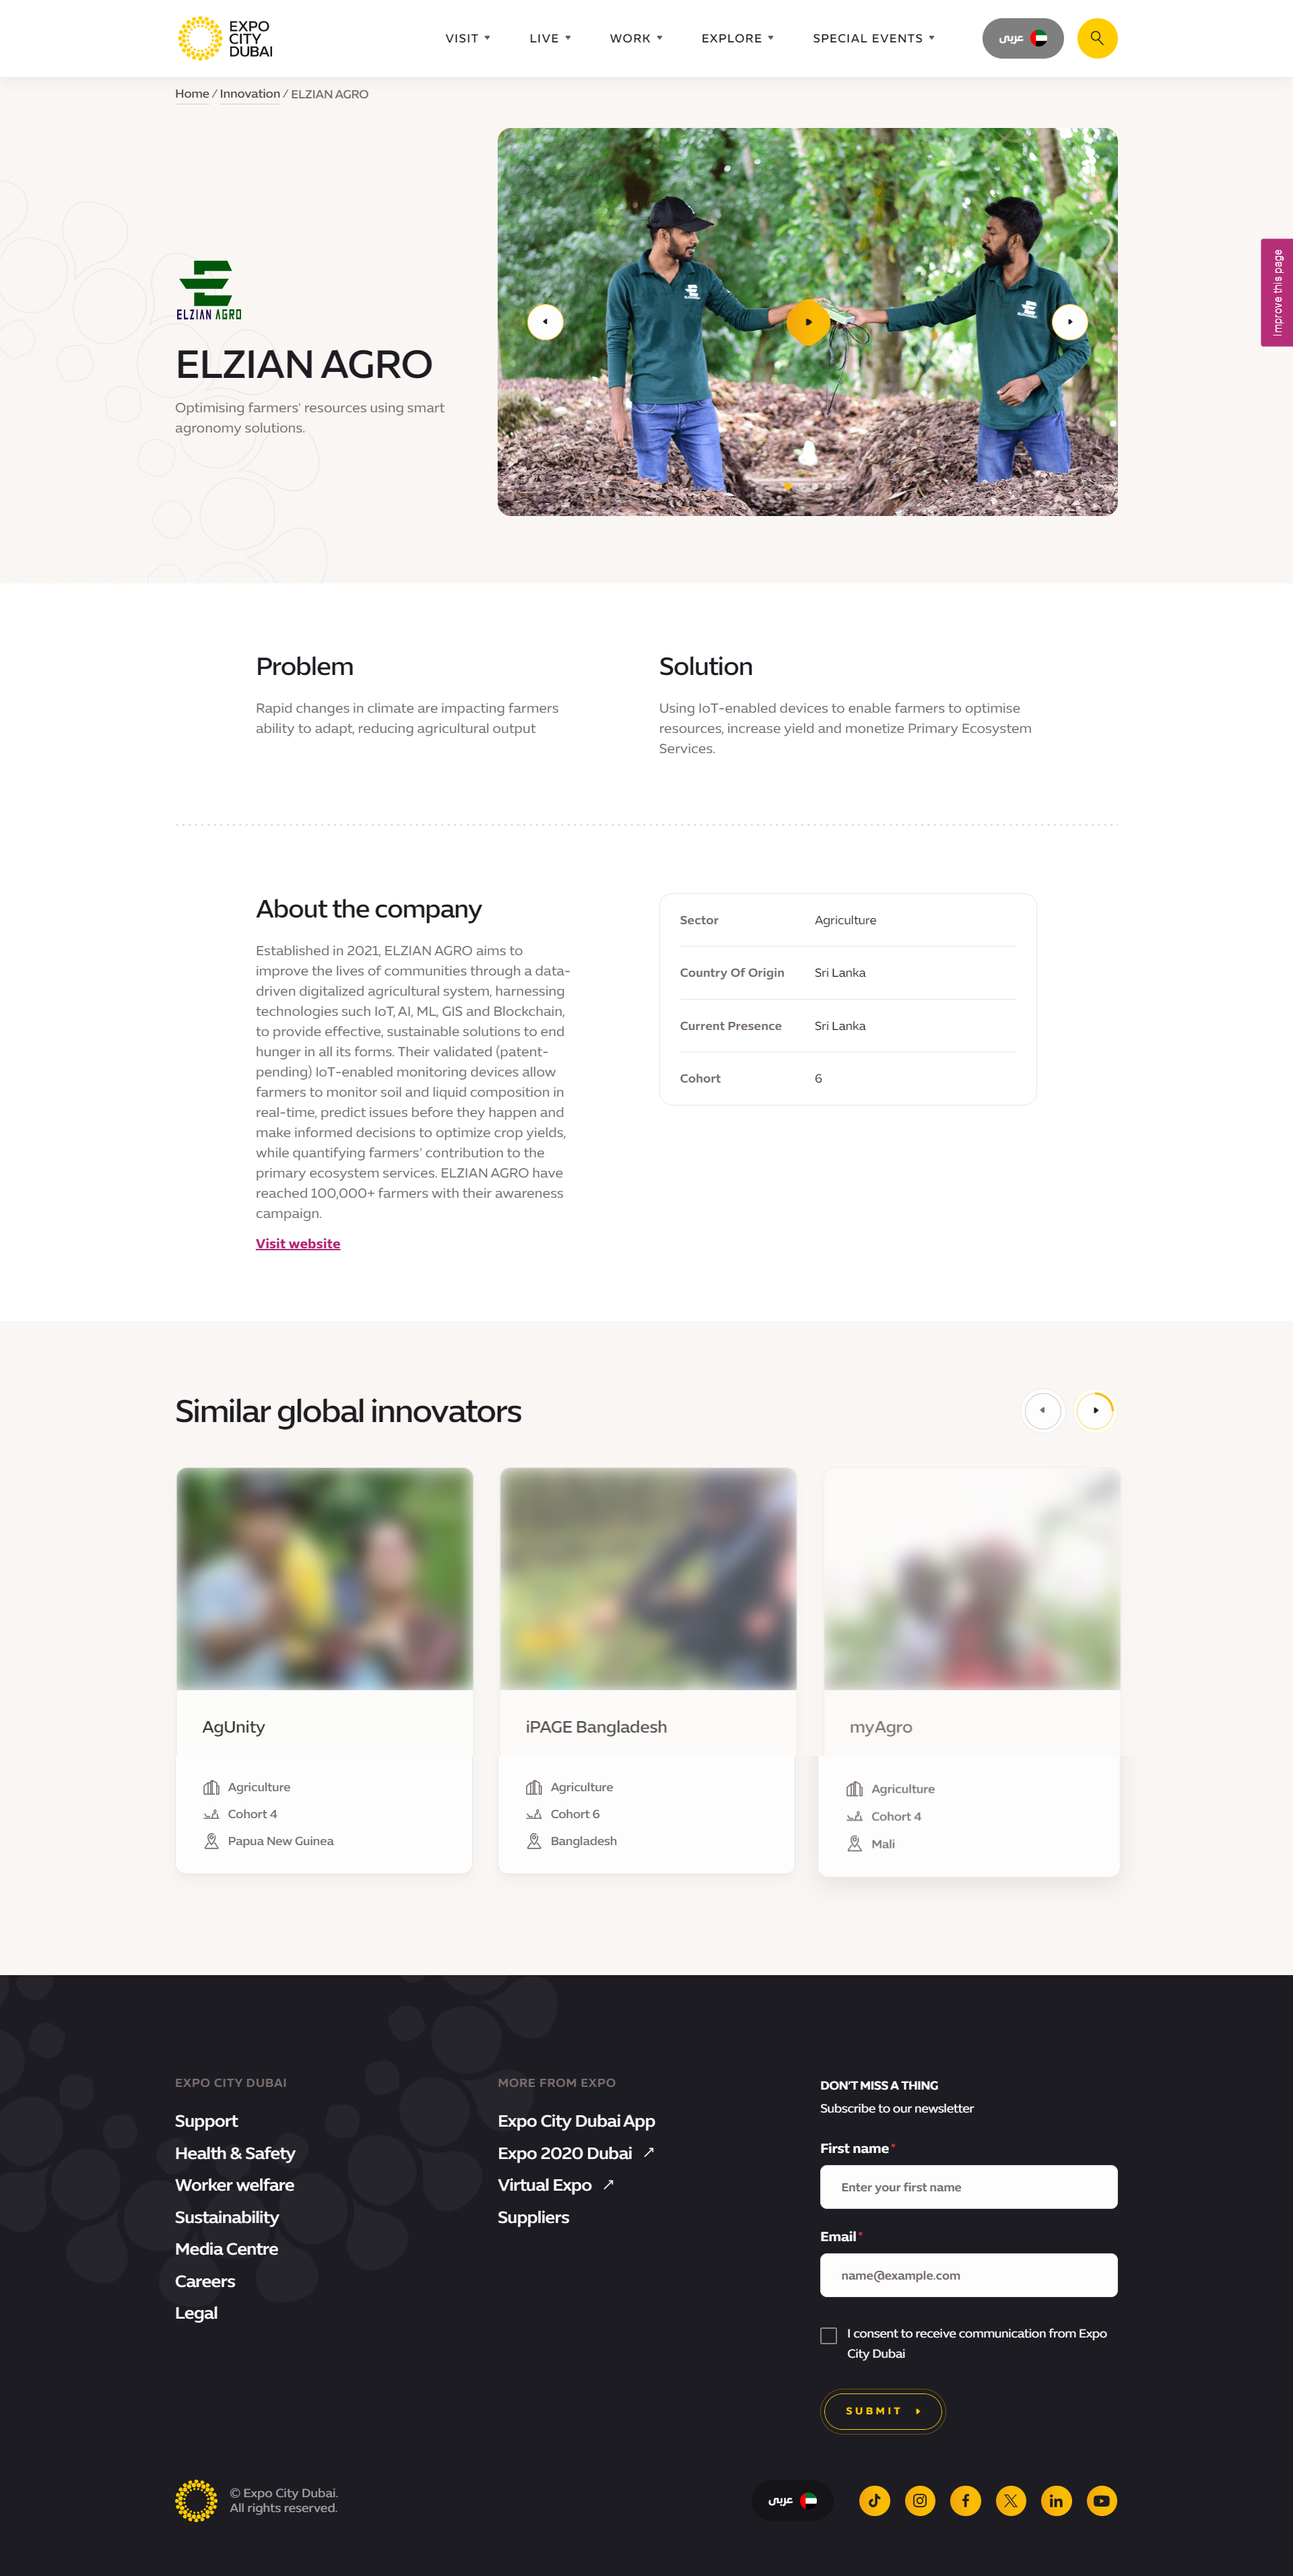 EXPO
CITY
DUBAI
VISIT
LIVE
WORK
EXPLORE
SPECIAL EVENTS
عربى
Home / Innovation / ELZIAN AGRO
Improve this page
ELZIAN AGRO
ELZIAN AGRO
Optimising farmers' resources using smart
agronomy solutions.
Problem
Rapid changes in climate are impacting farmers
ability to adapt, reducing agricultural output
Solution
Using IoT-enabled devices to enable farmers to optimise
resources, increase yield and monetize Primary Ecosystem
Services.
About the company
Established in 2021, ELZIAN AGRO aims to
improve the lives of communities through a data-
driven digitalized agricultural system, harnessing
technologies such IoT, AI, ML, GIS and Blockchain,
to provide effective, sustainable solutions to end
hunger in all its forms. Their validated (patent-
pending) IoT-enabled monitoring devices allow
farmers to monitor soil and liquid composition in
real-time, predict issues before they happen and
make informed decisions to optimize crop yields,
while quantifying farmers' contribution to the
primary ecosystem services. ELZIAN AGRO have
reached 100,000+ farmers with their awareness
campaign.
Visit website
Sector Agriculture
Country Of Origin Sri Lanka
Current Presence Sri Lanka
Cohort 6
Similar global innovators
AgUnity
Agriculture
Cohort 4
Papua New Guinea
iPAGE Bangladesh
Agriculture
Cohort 6
Bangladesh
myAgro
Agriculture
Cohort 4
Mali
EXPO CITY DUBAI
Support
Health & Safety
Worker welfare
Sustainability
Media Centre
Careers
Legal
MORE FROM EXPO
Expo City Dubai App
Expo 2020 Dubai
Virtual Expo
Suppliers
DON'T MISS A THING
Subscribe to our newsletter
First name*
Enter your first name
Email*
name@example.com
I consent to receive communication from Expo
City Dubai
SUBMIT
© Expo City Dubai.
All rights reserved.
عربى